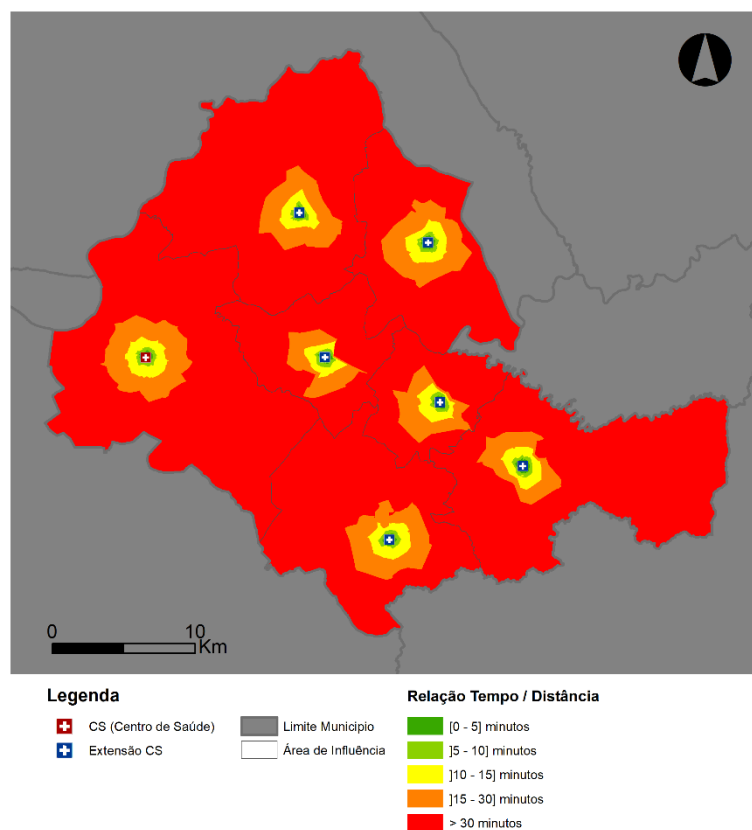 0 10
Km
Legenda
CS (Centro de Saúde)
Extensão CS
Limite Municipio
Área de Influência
Relação Tempo / Distância
[0 - 5] minutos
]5 - 10] minutos
]10 - 15] minutos
]15 - 30] minutos
> 30 minutos